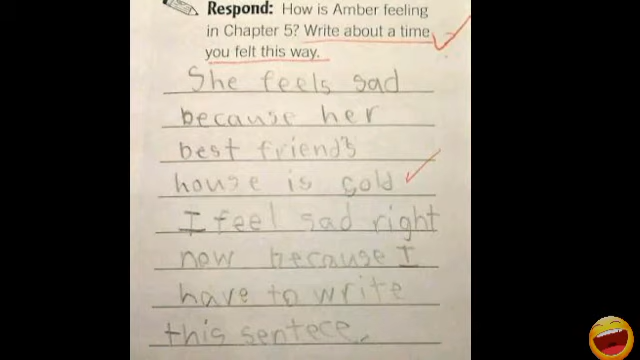 Respond: How is Amber feeling
in Chapter 5? Write about a time
you felt this way.
She feels sad
because her
best friend's
house is sold
I feel sad right
now because I
have to write
this sentece.